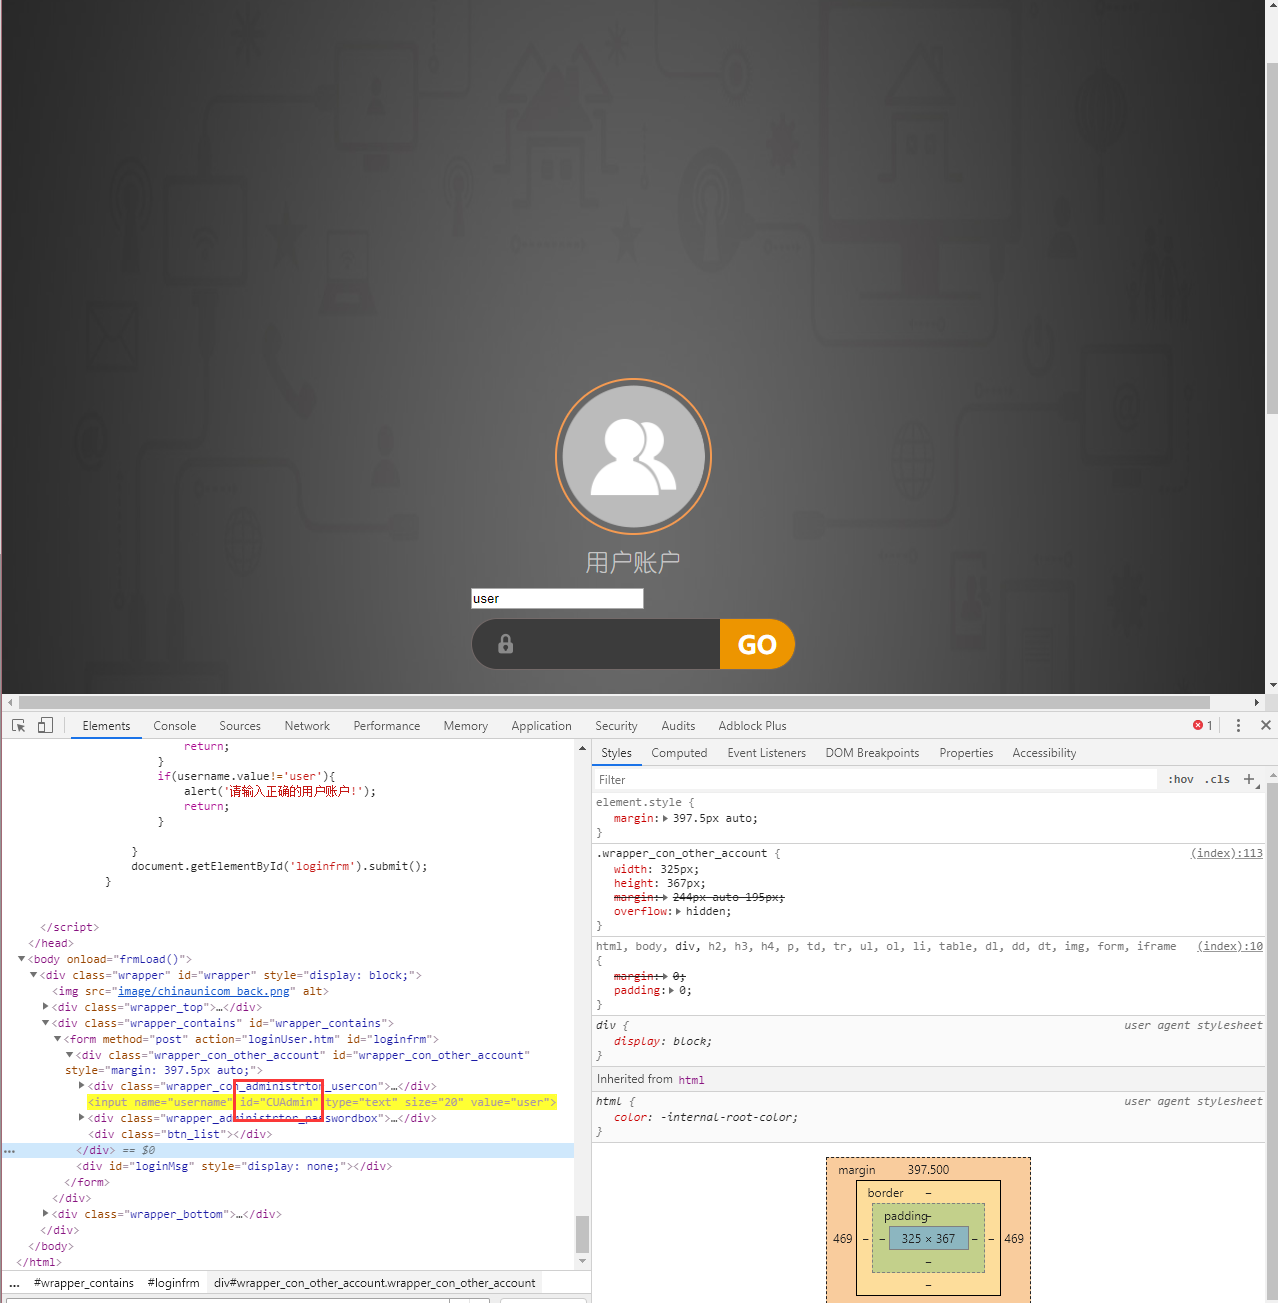 用户账户
user
GO
Elements Console Sources Network Performance Memory Application Security Audits Adblock Plus 1
return;
}
if(username.value!='user'){
alert('请输入正确的用户账户!');
return;
}
}
document.getElementById('loginfrm').submit();
}
</script>
</head>
<body onload="frmLoad()">
<div class="wrapper" id="wrapper" style="display: block;">
<img src="image/chinaunicom_back.png" alt>
<div class="wrapper_top">…</div>
<div class="wrapper_contains" id="wrapper_contains">
<form method="post" action="loginUser.htm" id="loginfrm">
<div class="wrapper_con_other_account" id="wrapper_con_other_account"
style="margin: 397.5px auto;">
<div class="wrapper_con_administrtor_usercon">…</div>
<input name="username" id="CUAdmin" type="text" size="20" value="user">
<div class="wrapper_administrtor_passwordbox">…</div>
<div class="btn_list"></div>
... </div> == $0
<div id="loginMsg" style="display: none;"></div>
</form>
</div>
<div class="wrapper_bottom">…</div>
</div>
</body>
</html>
... #wrapper_contains #loginfrm div#wrapper_con_other_account.wrapper_con_other_account
Styles Computed Event Listeners DOM Breakpoints Properties Accessibility
Filter :hov .cls +
element.style {
margin: 397.5px auto;
}
.wrapper_con_other_account { (index):113
width: 325px;
height: 367px;
margin: 244px auto 195px;
overflow: hidden;
}
html, body, div, h2, h3, h4, p, td, tr, ul, ol, li, table, dl, dd, dt, img, form, iframe (index):10
{
margin: 0;
padding: 0;
}
div { user agent stylesheet
display: block;
}
Inherited from html
html { user agent stylesheet
color: -internal-root-color;
}
margin 397.500
border –
padding –
469 – – 325 × 367 – – 469
–
–